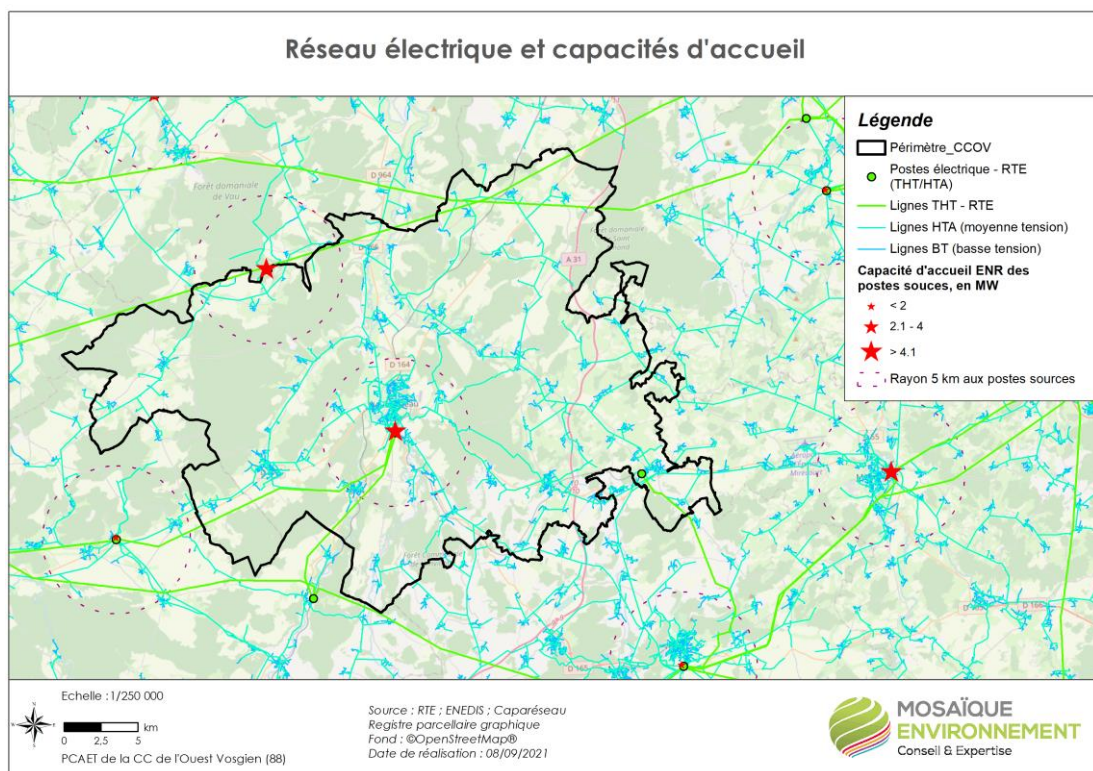 Réseau électrique et capacités d'accueil
Légende
Périmètre_CCOV
Postes électrique - RTE
(THT/HTA)
Lignes THT - RTE
Lignes HTA (moyenne tension)
Lignes BT (basse tension)
Capacité d'accueil ENR des
postes souces, en MW
< 2
2.1 - 4
> 4.1
Rayon 5 km aux postes sources
D 964
Forêt domaniale
de Vau
A 31
D 164
D 165
D 166
Echelle : 1/250 000
km
0 2.5 5
PCAET de la CC de l'Ouest Vosgien (88)
Source : RTE ; ENEDIS ; Caparéseau
Registre parcellaire graphique
Fond : ©OpenStreetMap®
Date de réalisation : 08/09/2021
MOSAÏQUE
ENVIRONNEMENT
Conseil & Expertise